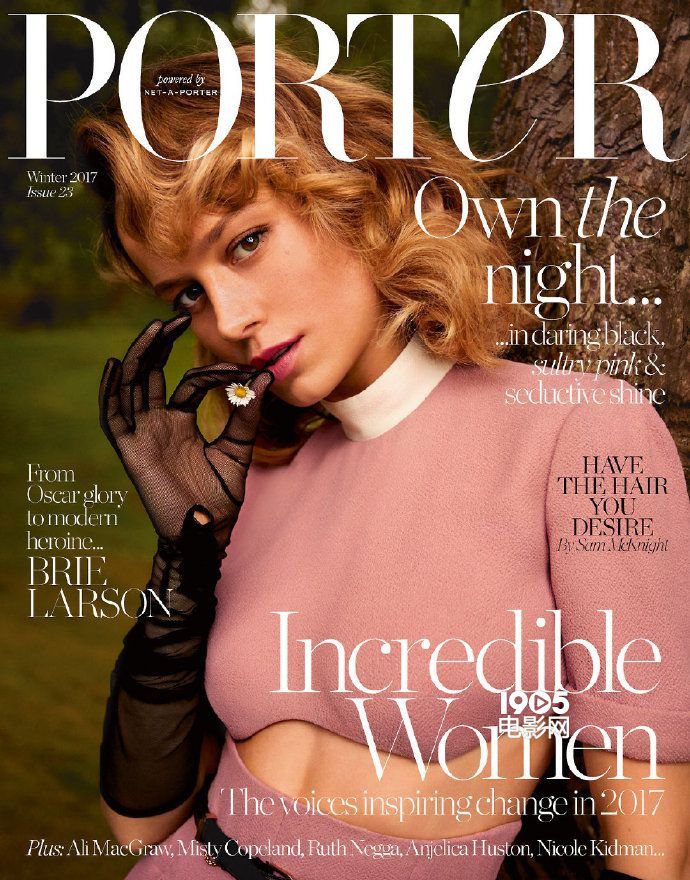 PORTER
powered by
NET-A-PORTER
Winter 2017
Issue 23
Own the
night...
...in daring black,
sultry pink &
seductive shine
From
Oscar glory
to modern
heroine...
BRIE
LARSON
HAVE
THE HAIR
YOU
DESIRE
By Sam McKnight
Incredible
Women
1905
电影网
The voices inspiring change in 2017
Plus: Ali MacGraw, Misty Copeland, Ruth Negga, Anjelica Huston, Nicole Kidman...